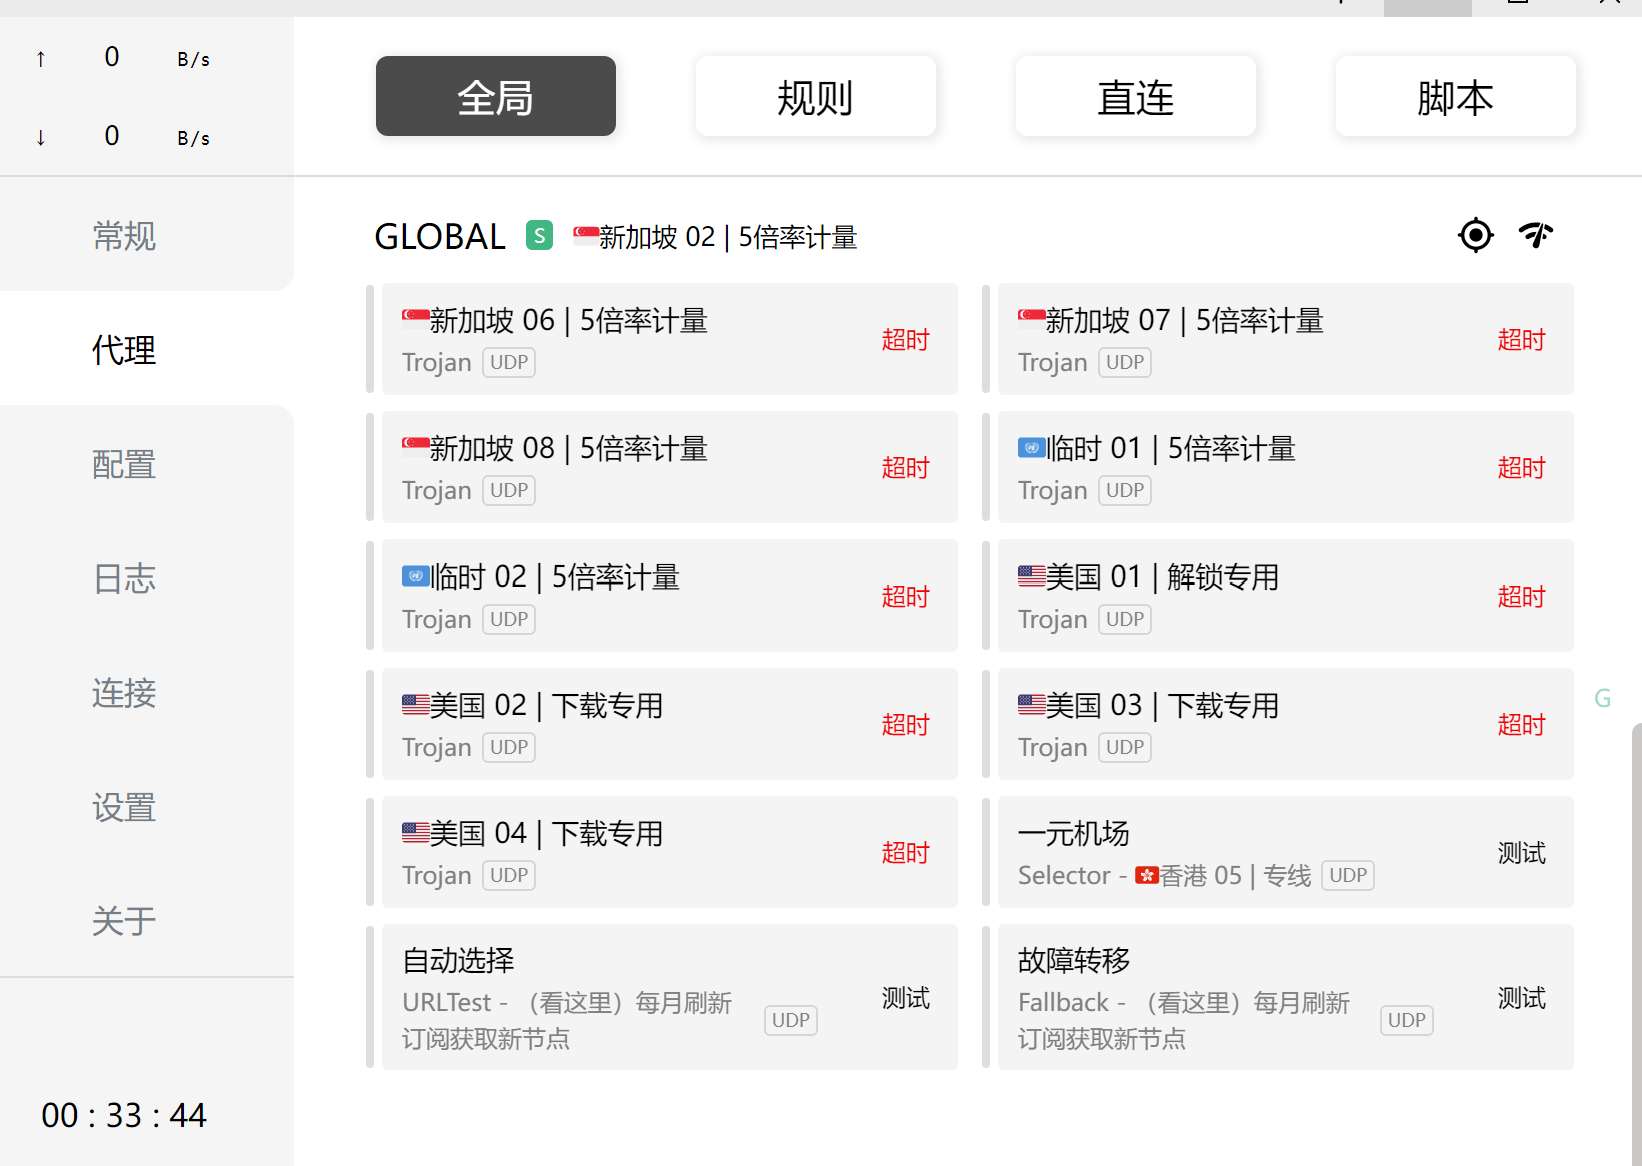 ↑ 0 B/s
↓ 0 B/s
全局 规则 直连 脚本
常规
代理
配置
日志
连接
设置
关于
00 : 33 : 44
GLOBAL S 新加坡 02 | 5倍率计量
新加坡 06 | 5倍率计量
Trojan UDP
超时
新加坡 07 | 5倍率计量
Trojan UDP
超时
新加坡 08 | 5倍率计量
Trojan UDP
超时
临时 01 | 5倍率计量
Trojan UDP
超时
临时 02 | 5倍率计量
Trojan UDP
超时
美国 01 | 解锁专用
Trojan UDP
超时
美国 02 | 下载专用
Trojan UDP
超时
美国 03 | 下载专用
Trojan UDP
超时
美国 04 | 下载专用
Trojan UDP
超时
一元机场
Selector - 香港 05 | 专线 UDP
测试
自动选择
URLTest - （看这里）每月刷新
订阅获取新节点
UDP
测试
故障转移
Fallback - （看这里）每月刷新
订阅获取新节点
UDP
测试
G